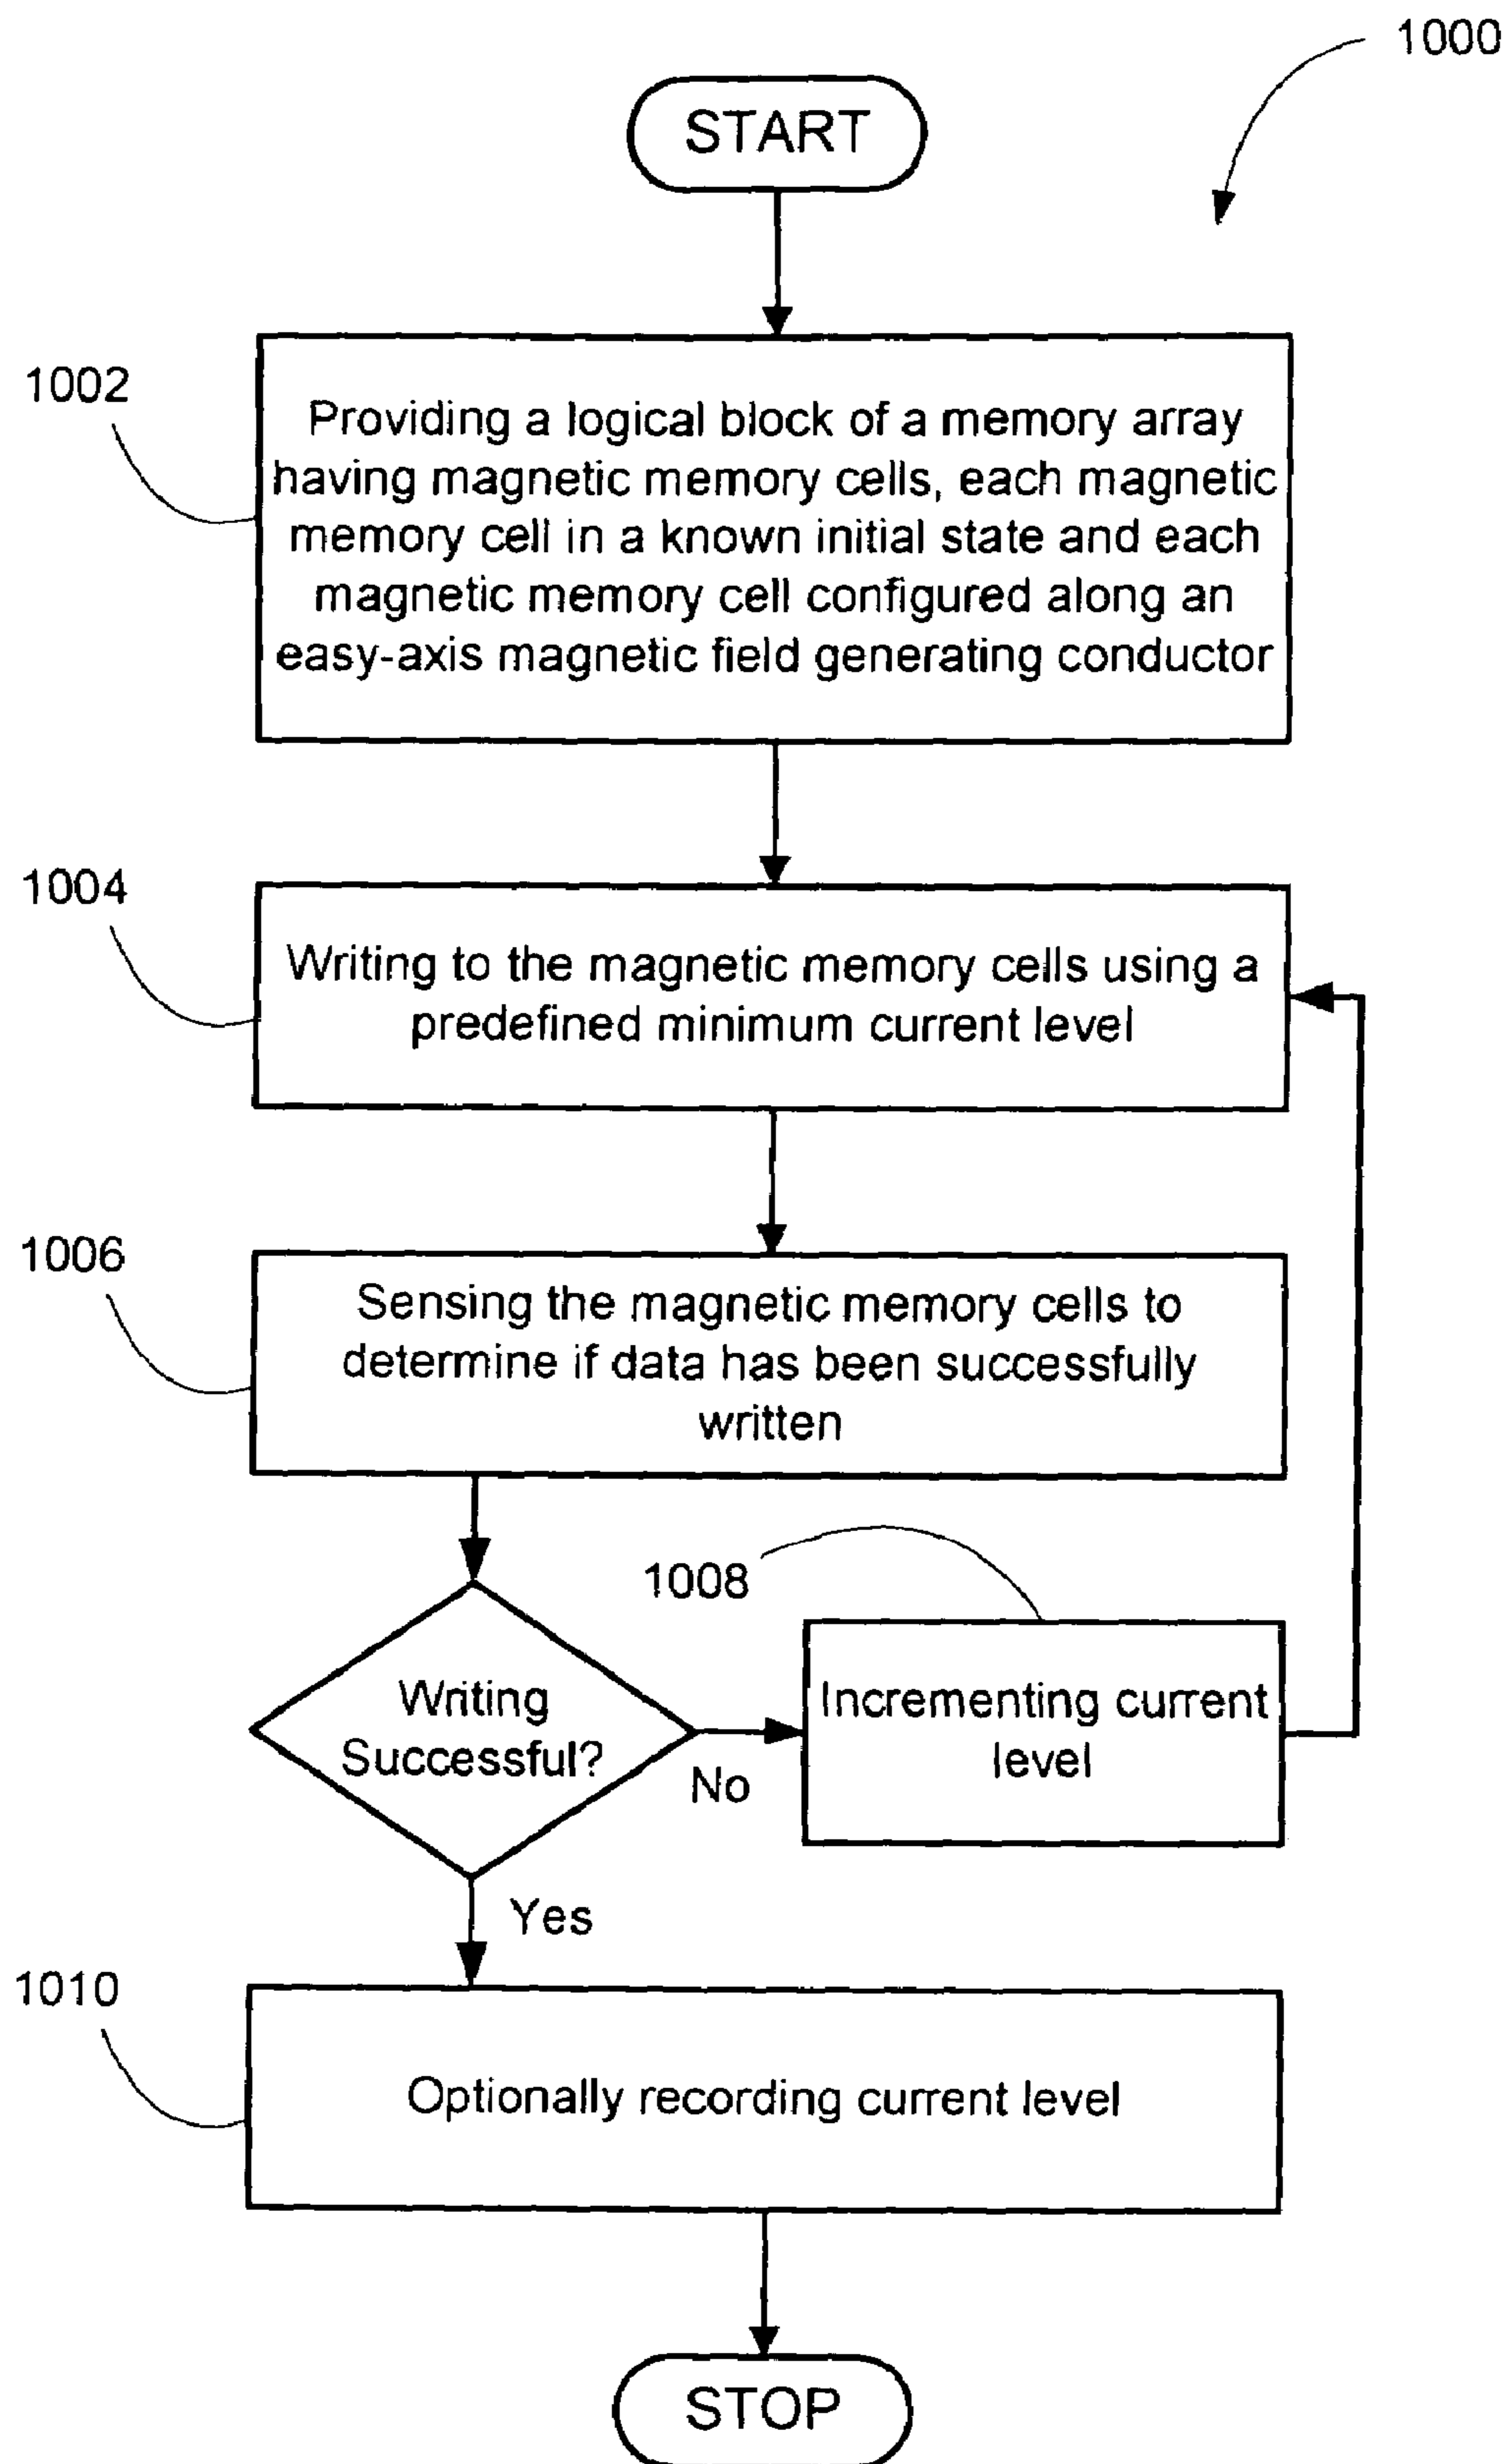 1000
START
1002
Providing a logical block of a memory array
having magnetic memory cells, each magnetic
memory cell in a known initial state and each
magnetic memory cell configured along an
easy-axis magnetic field generating conductor
1004
Writing to the magnetic memory cells using a
predefined minimum current level
1006
Sensing the magnetic memory cells to
determine if data has been successfully
written
1008
Writing
Successful?
No
Incrementing current
level
Yes
1010
Optionally recording current level
STOP